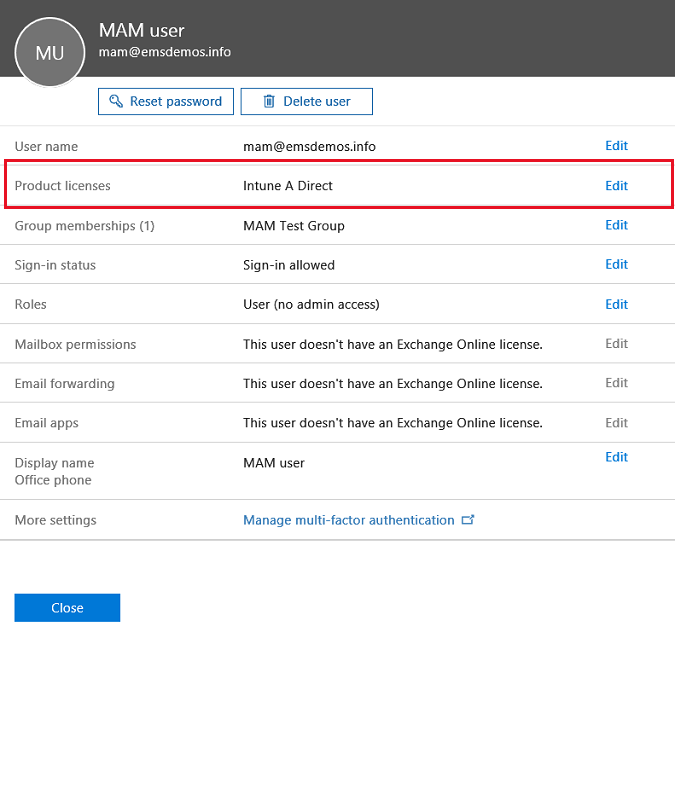 MU
MAM user
mam@emsdemos.info
Reset password
Delete user
User name mam@emsdemos.info Edit
Product licenses Intune A Direct Edit
Group memberships (1) MAM Test Group Edit
Sign-in status Sign-in allowed Edit
Roles User (no admin access) Edit
Mailbox permissions This user doesn't have an Exchange Online license. Edit
Email forwarding This user doesn't have an Exchange Online license. Edit
Email apps This user doesn't have an Exchange Online license. Edit
Display name MAM user Edit
Office phone
More settings Manage multi-factor authentication
Close